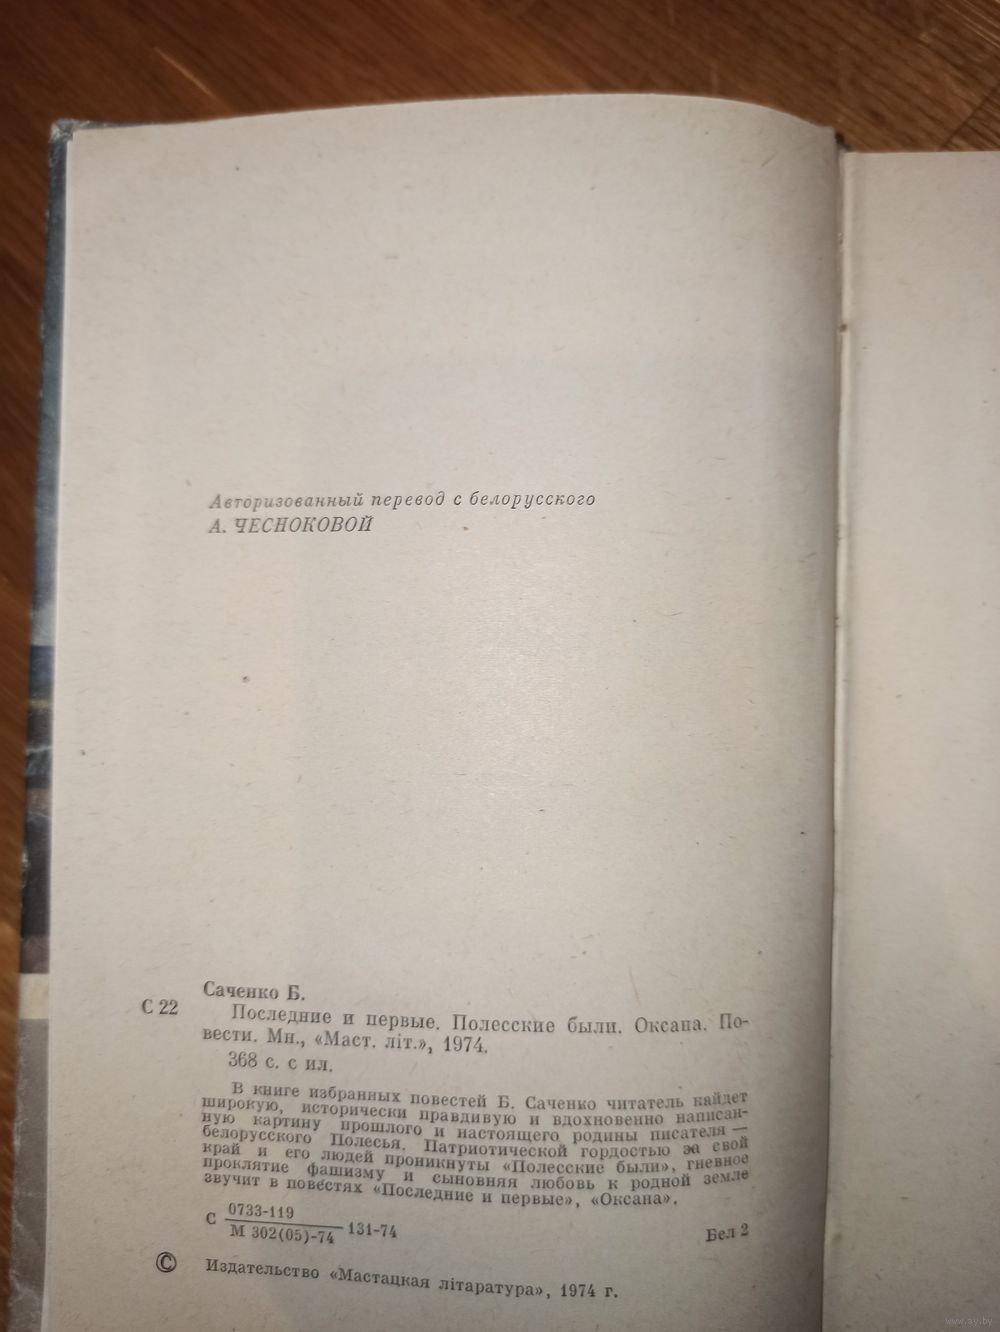 Авторизованный перевод с белорусского
А. ЧЕСНОКОВОЙ
Саченко Б.
С 22
Последние и первые. Полесские были. Оксана. По-
вести. Мн., «Маст. літ.», 1974.
368 с. с ил.
В книге избранных повестей Б. Саченко читатель найдет
широкую, исторически правдивую и вдохновенно написан-
ную картину прошлого и настоящего родины писателя —
белорусского Полесья. Патриотической гордостью за свой
край и его людей проникнуты «Полесские были», гневное
проклятие фашизму и сыновняя любовь к родной земле
звучит в повестях «Последние и первые», «Оксана».
С 0733-119
М 302(05)-74 131-74
Бел 2
© Издательство «Мастацкая літаратура», 1974 г.
www.ay.by